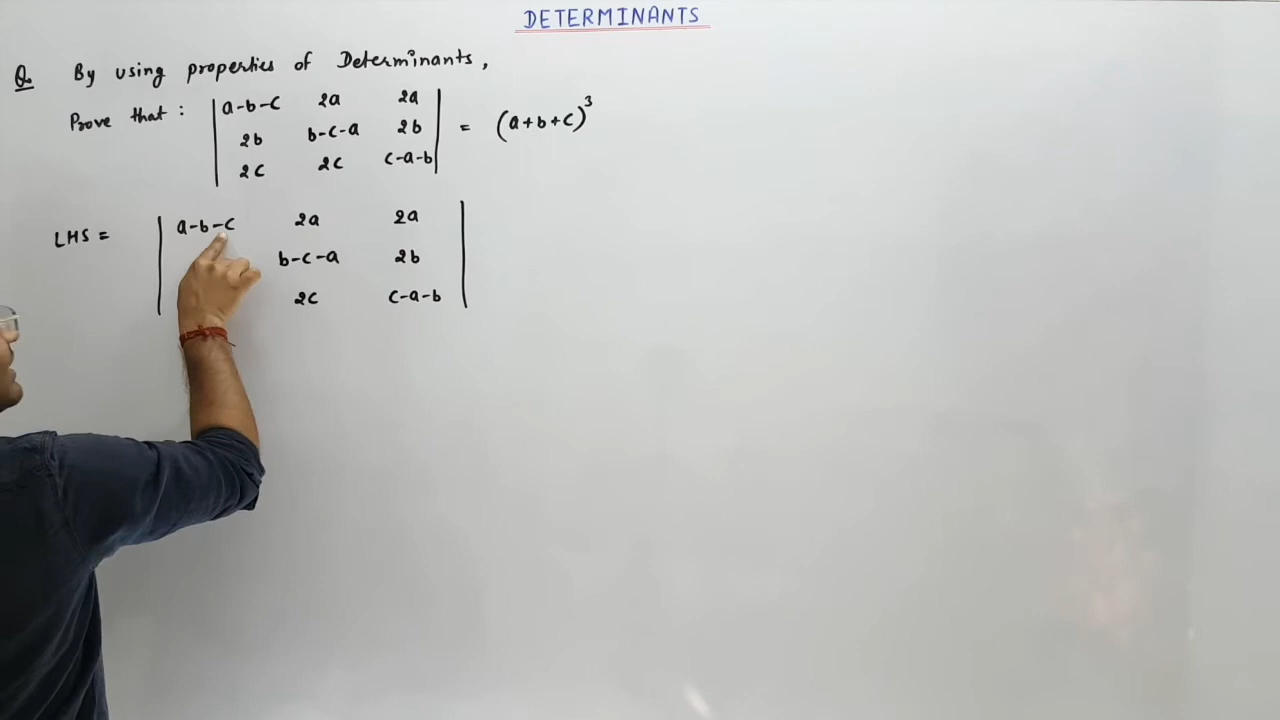 DETERMINANTS
Q. By using properties of Determinants,
Prove that : | a-b-c 2a 2a |
| 2b b-c-a 2b | = (a+b+c)³
| 2c 2c c-a-b |
LHS = | a-b-c 2a 2a |
| b-c-a 2b |
| 2c c-a-b |